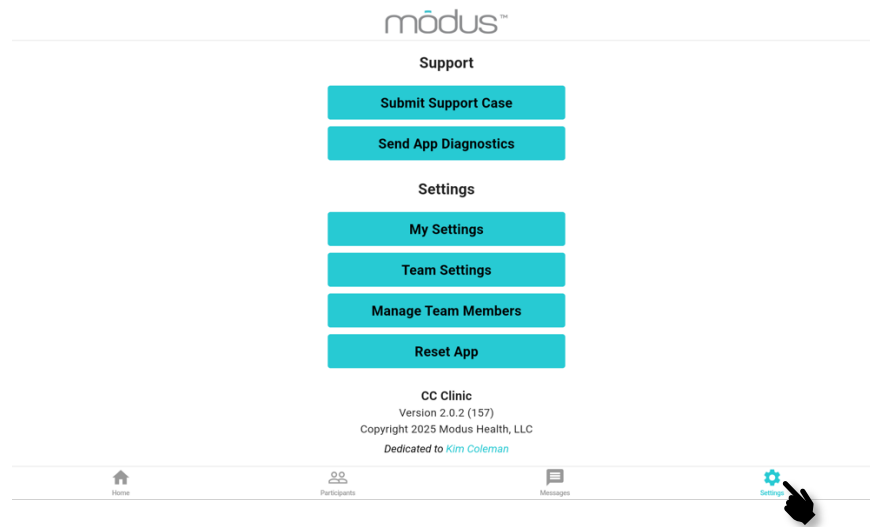 mōdus™
Support
Submit Support Case
Send App Diagnostics
Settings
My Settings
Team Settings
Manage Team Members
Reset App
CC Clinic
Version 2.0.2 (157)
Copyright 2025 Modus Health, LLC
Dedicated to Kim Coleman
Home Participants Messages Settings